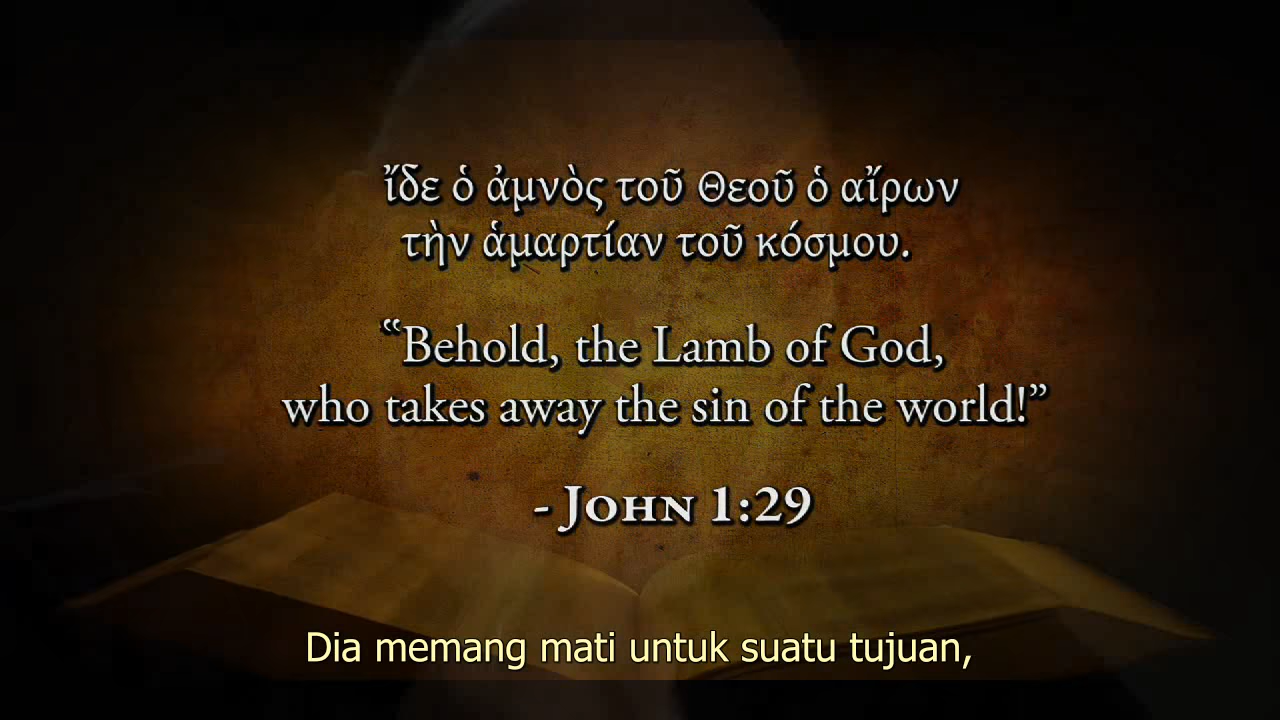 ἴδε ὁ ἀμνὸς τοῦ Θεοῦ ὁ αἴρων
τὴν ἁμαρτίαν τοῦ κόσμου.
“Behold, the Lamb of God,
who takes away the sin of the world!”
- John 1:29
Dia memang mati untuk suatu tujuan,